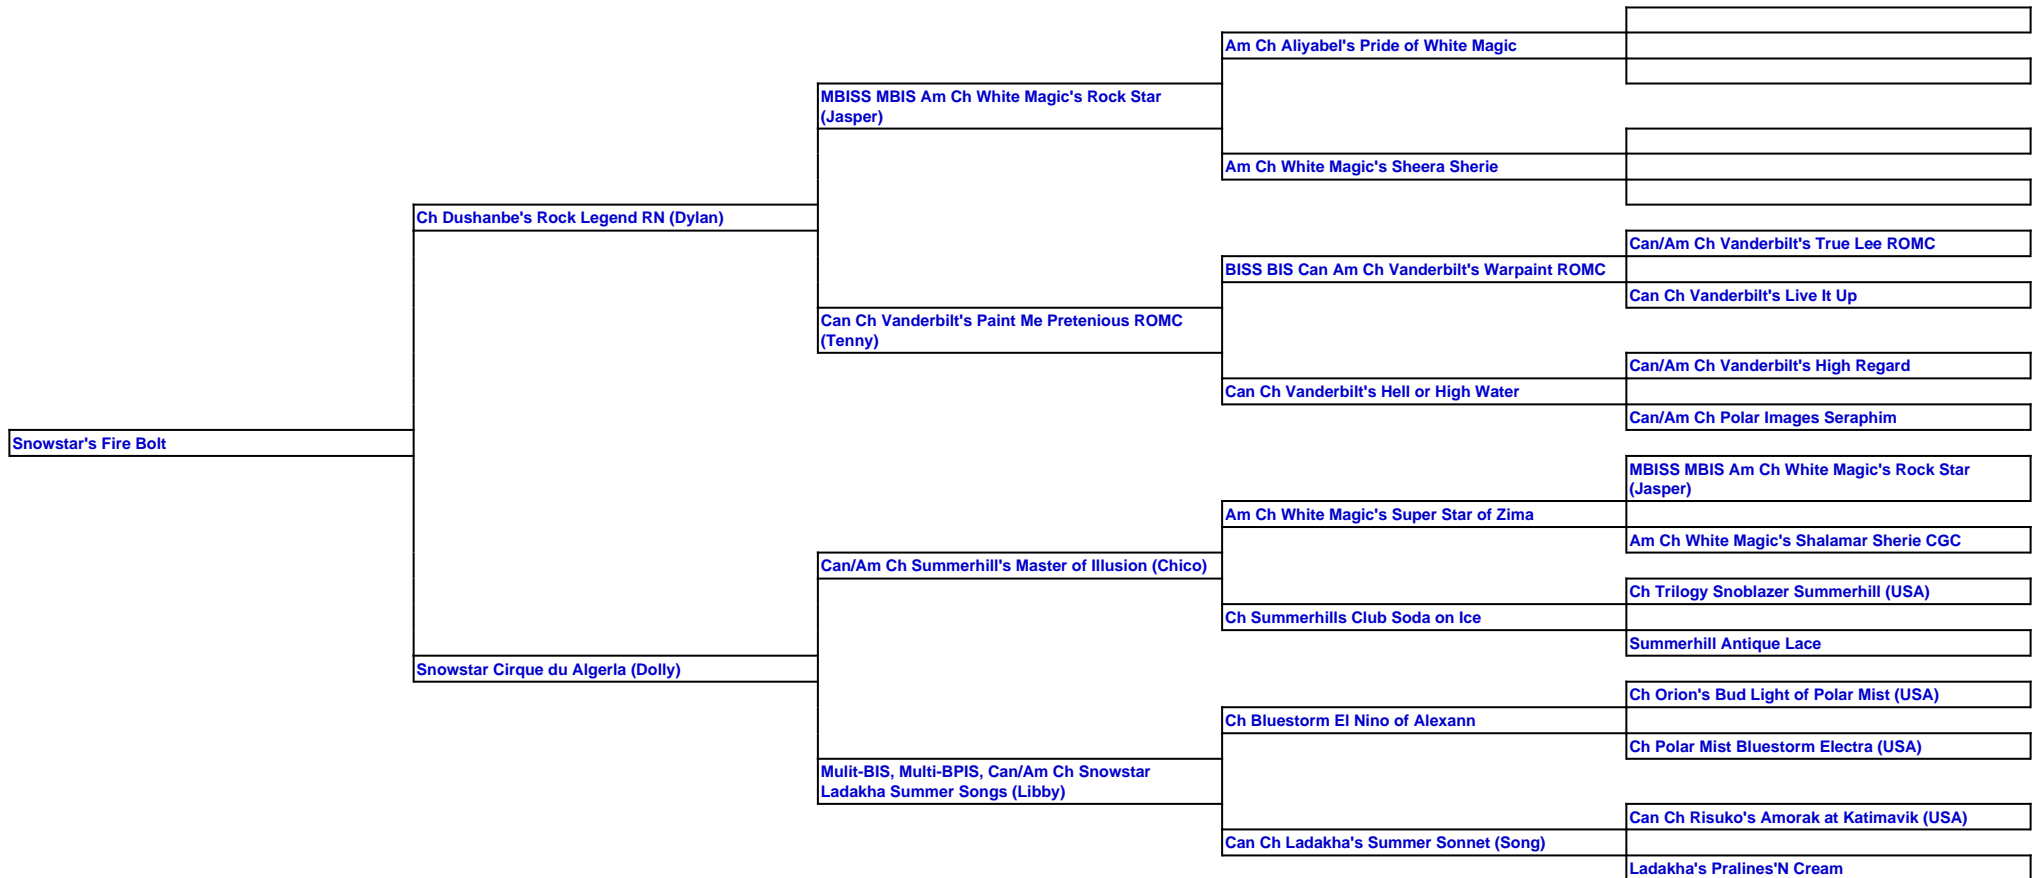 Am Ch Aliyabel's Pride of White Magic
MBISS MBIS Am Ch White Magic's Rock Star
(Jasper)
Am Ch White Magic's Sheera Sherie
Ch Dushanbe's Rock Legend RN (Dylan)
Can/Am Ch Vanderbilt's True Lee ROMC
BISS BIS Can Am Ch Vanderbilt's Warpaint ROMC
Can Ch Vanderbilt's Live It Up
Can Ch Vanderbilt's Paint Me Pretenious ROMC
(Tenny)
Can/Am Ch Vanderbilt's High Regard
Can Ch Vanderbilt's Hell or High Water
Can/Am Ch Polar Images Seraphim
Snowstar's Fire Bolt
MBISS MBIS Am Ch White Magic's Rock Star
(Jasper)
Am Ch White Magic's Super Star of Zima
Am Ch White Magic's Shalamar Sherie CGC
Can/Am Ch Summerhill's Master of Illusion (Chico)
Ch Trilogy Snoblazer Summerhill (USA)
Ch Summerhills Club Soda on Ice
Summerhill Antique Lace
Snowstar Cirque du Algerla (Dolly)
Ch Orion's Bud Light of Polar Mist (USA)
Ch Bluestorm El Nino of Alexann
Ch Polar Mist Bluestorm Electra (USA)
Mulit-BIS, Multi-BPIS, Can/Am Ch Snowstar
Ladakha Summer Songs (Libby)
Can Ch Risuko's Amorak at Katimavik (USA)
Can Ch Ladakha's Summer Sonnet (Song)
Ladakha's Pralines'N Cream